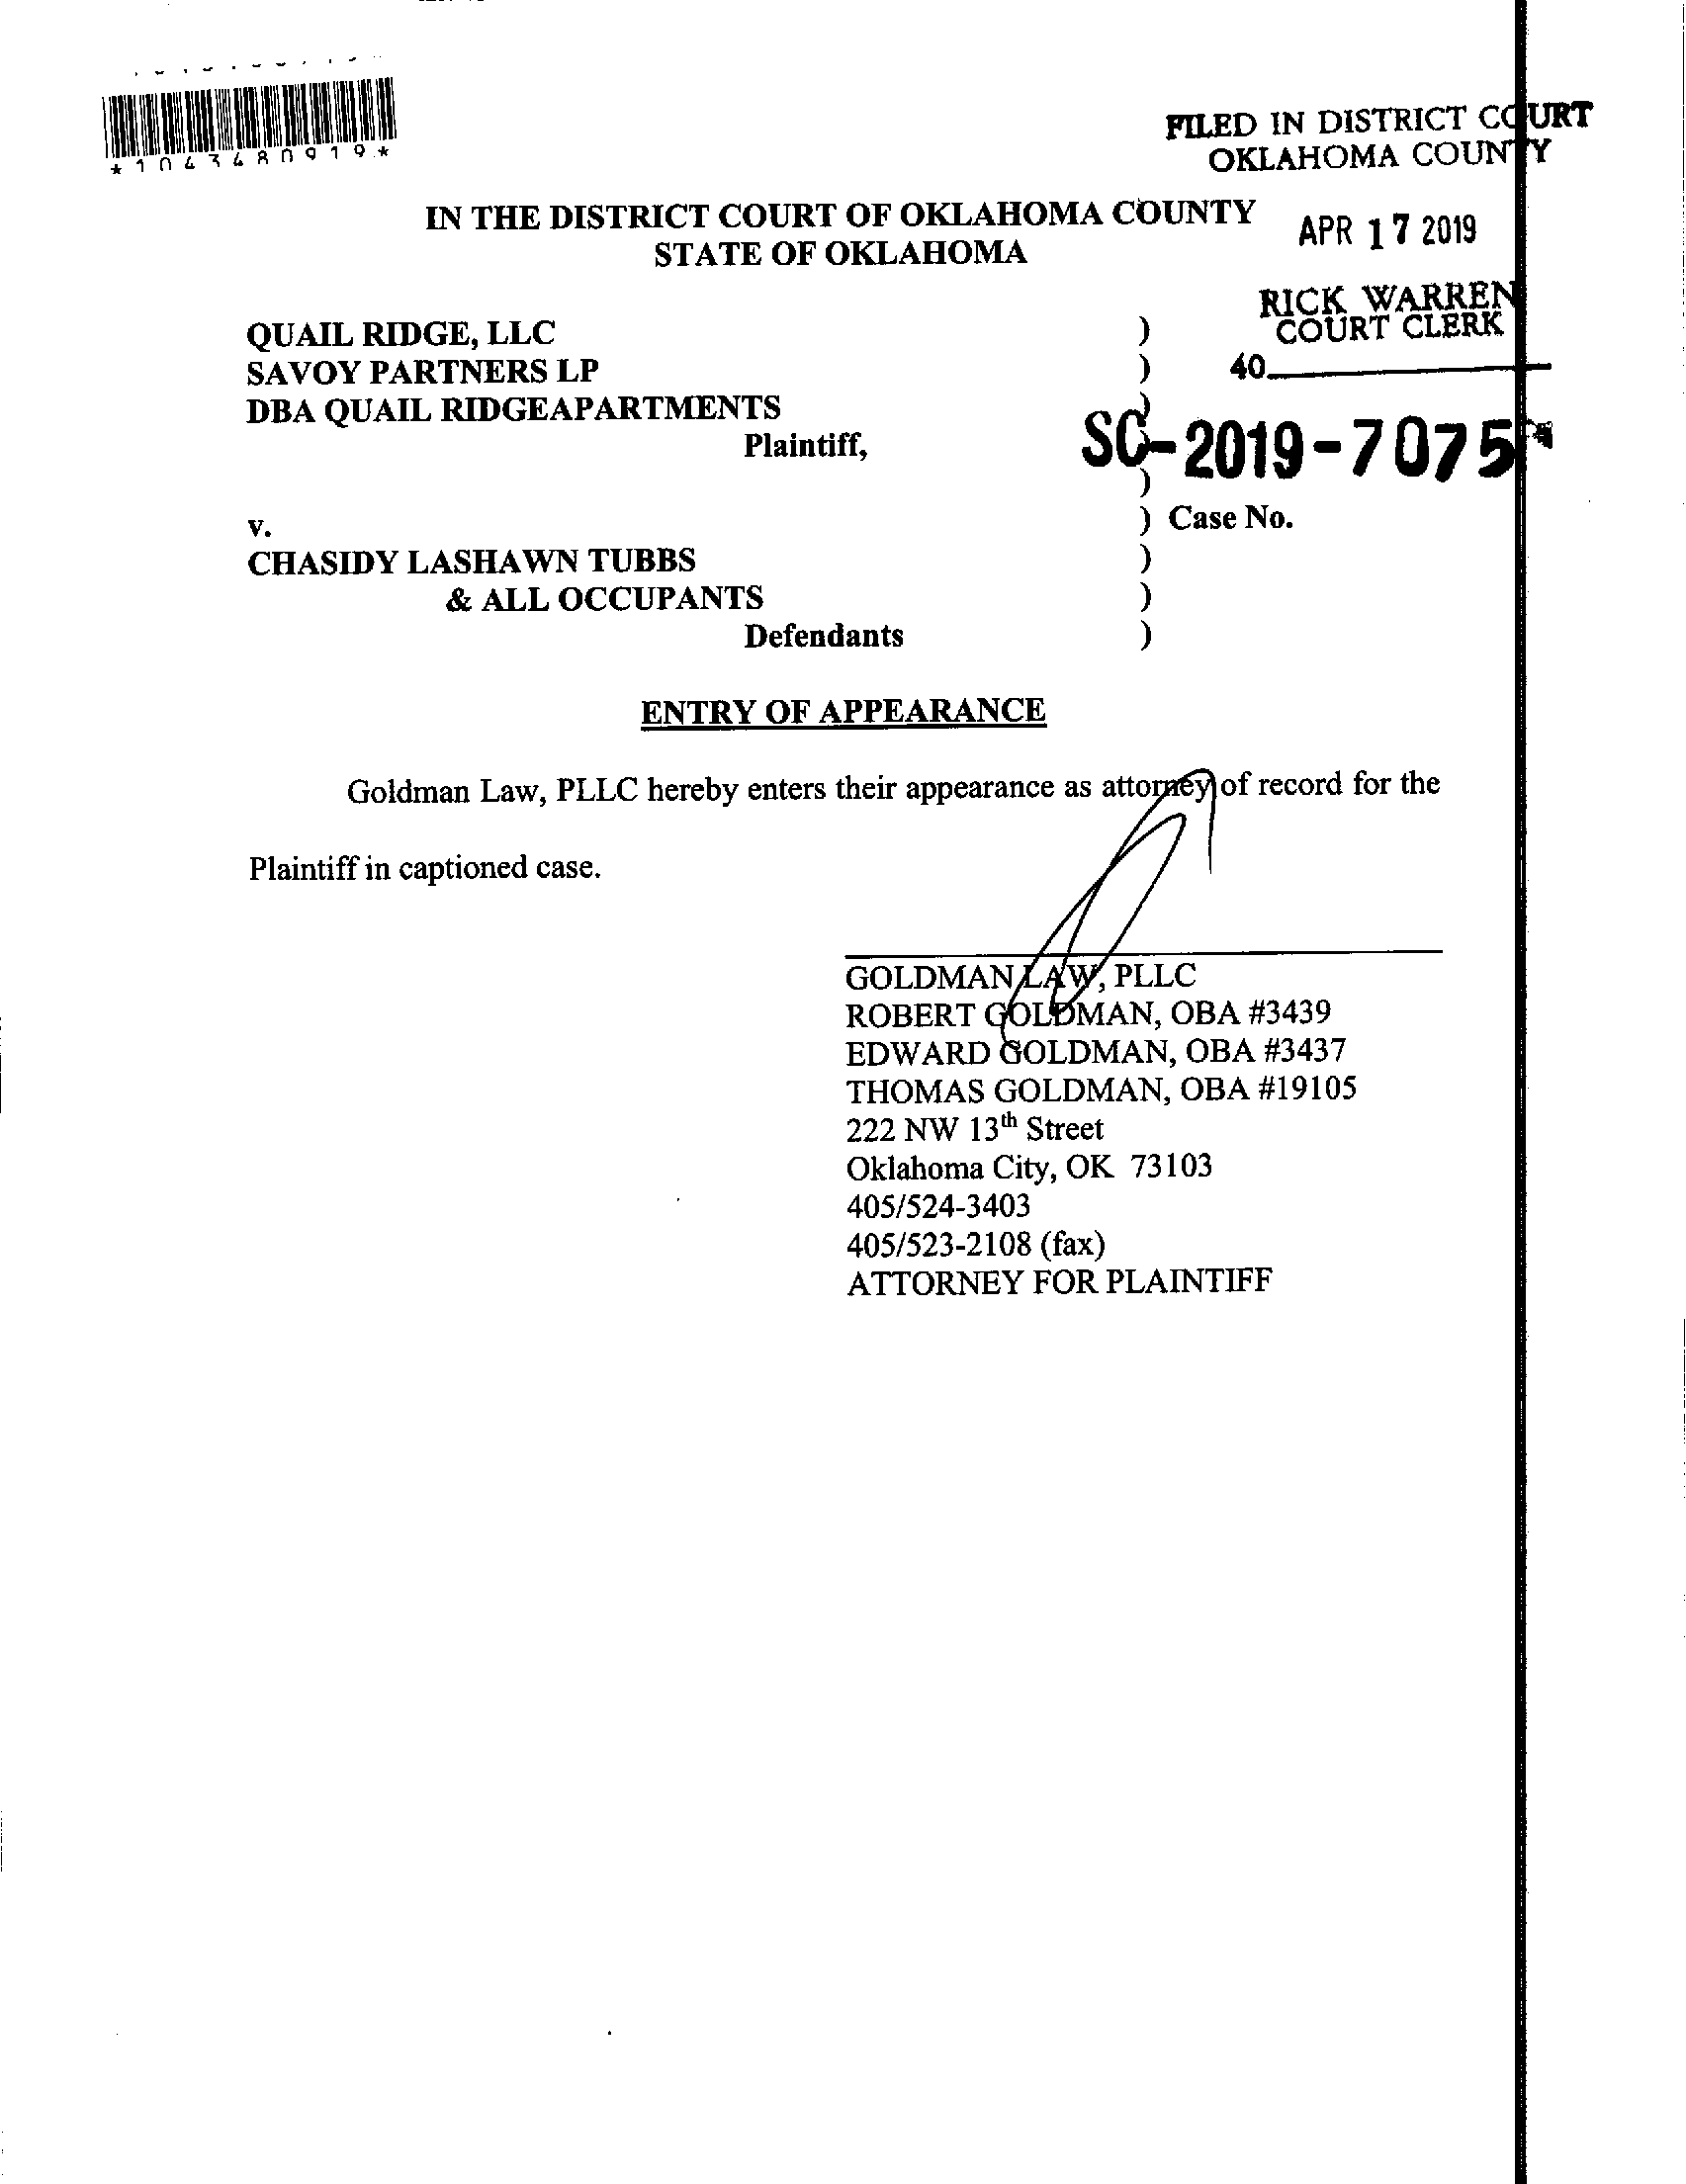 *1043480919*
FILED IN DISTRICT COURT
OKLAHOMA COUNTY
IN THE DISTRICT COURT OF OKLAHOMA COUNTY
STATE OF OKLAHOMA
APR 17 2019
RICK WARREN
COURT CLERK
40
QUAIL RIDGE, LLC )
SAVOY PARTNERS LP )
DBA QUAIL RIDGEAPARTMENTS )
Plaintiff,
SC-2019-7075
)
v. ) Case No.
CHASIDY LASHAWN TUBBS )
& ALL OCCUPANTS )
Defendants )
ENTRY OF APPEARANCE
Goldman Law, PLLC hereby enters their appearance as attorney of record for the
Plaintiff in captioned case.
GOLDMAN LAW, PLLC
ROBERT GOLDMAN, OBA #3439
EDWARD GOLDMAN, OBA #3437
THOMAS GOLDMAN, OBA #19105
222 NW 13th Street
Oklahoma City, OK 73103
405/524-3403
405/523-2108 (fax)
ATTORNEY FOR PLAINTIFF